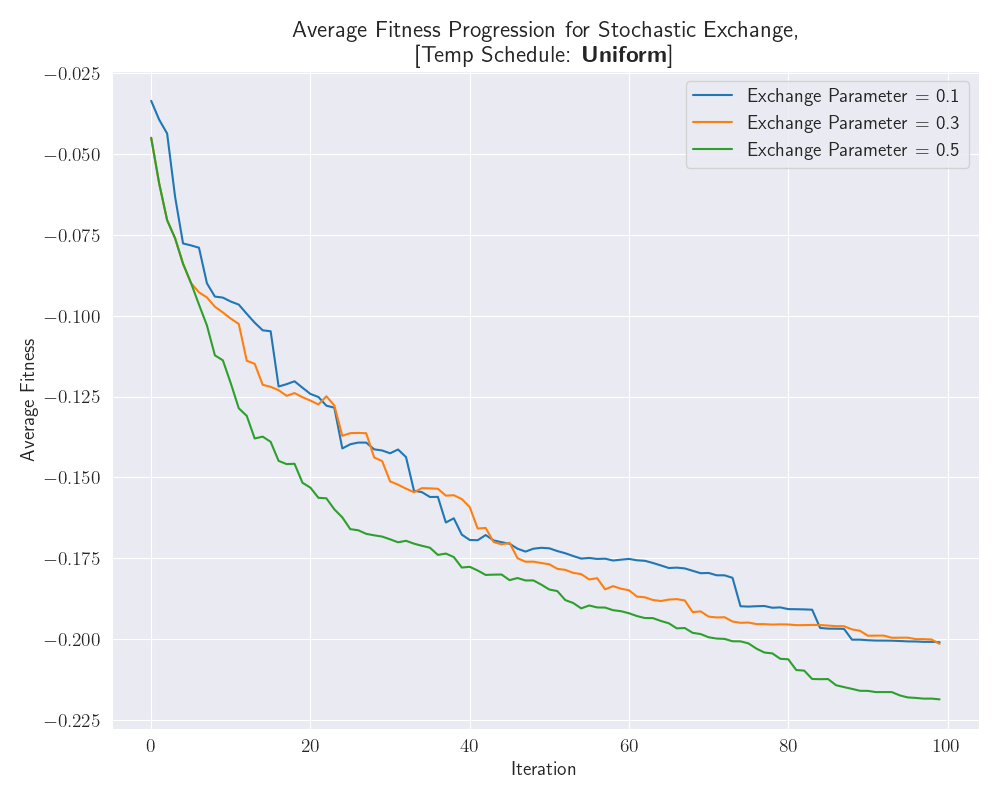 Average Fitness Progression for Stochastic Exchange,
[Temp Schedule: Uniform]
Exchange Parameter = 0.1
Exchange Parameter = 0.3
Exchange Parameter = 0.5
Average Fitness
−0.025
−0.050
−0.075
−0.100
−0.125
−0.150
−0.175
−0.200
−0.225
0 20 40 60 80 100
Iteration